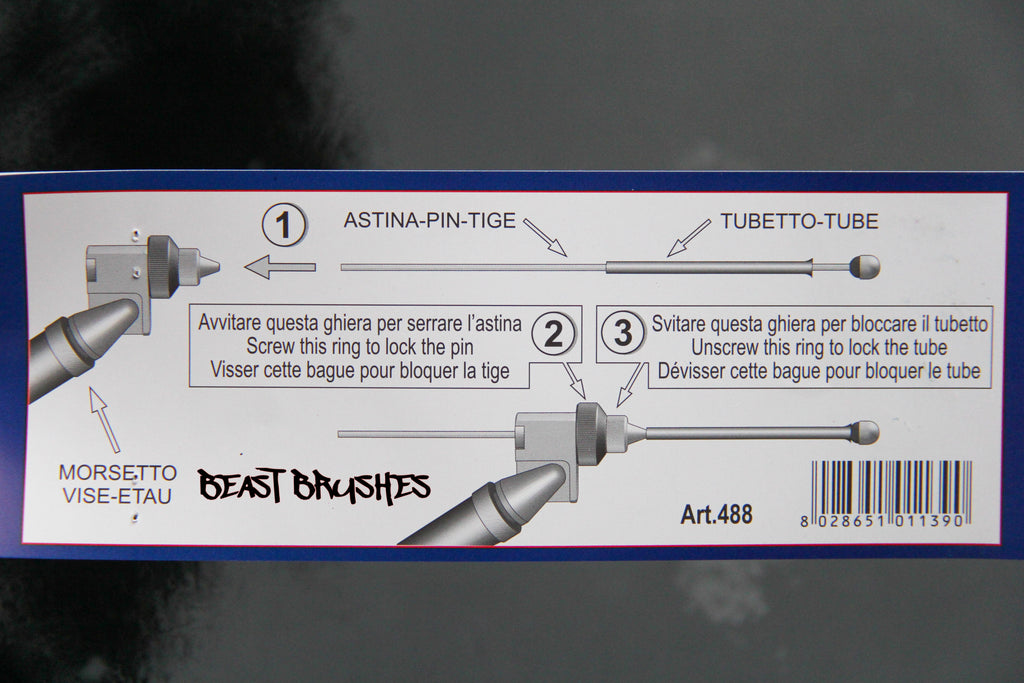 1
ASTINA-PIN-TIGE
TUBETTO-TUBE
Avvitare questa ghiera per serrare l'astina
Screw this ring to lock the pin
Visser cette bague pour bloquer la tige
2
3
Svitare questa ghiera per bloccare il tubetto
Unscrew this ring to lock the tube
Dévisser cette bague pour bloquer le tube
MORSETTO
VISE-ETAU
BEAST BRUSHES
Art.488
8 028651 011390